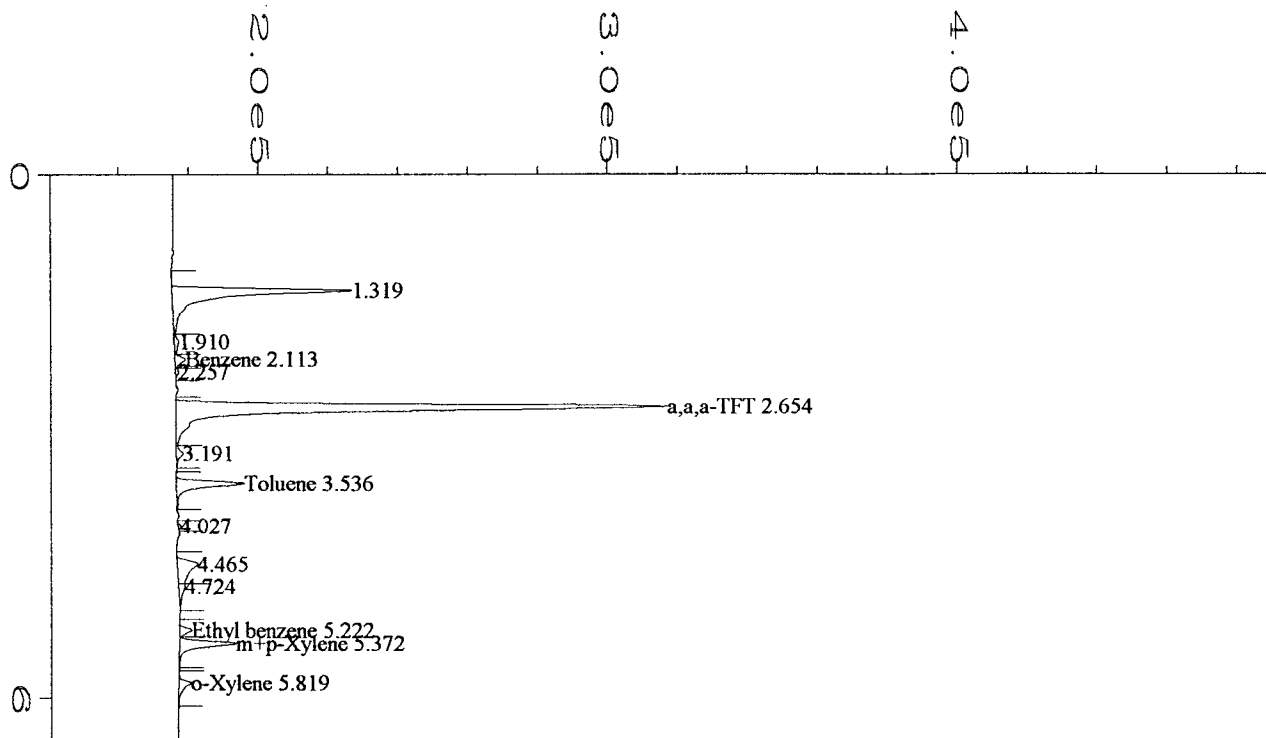 2.0e5
3.0e5
4.0e5
0
1.319
1.910
Benzene 2.113
2.257
a,a,a-TFT 2.654
3.191
Toluene 3.536
4.027
4.465
4.724
Ethyl benzene 5.222
m+p-Xylene 5.372
o-Xylene 5.819
6